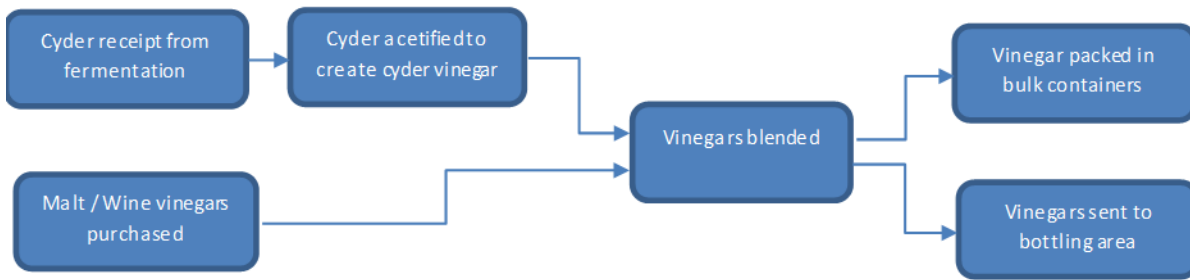 Cyder receipt from
fermentation
Cyder acetified to
create cyder vinegar
Malt / Wine vinegars
purchased
Vinegars blended
Vinegar packed in
bulk containers
Vinegars sent to
bottling area